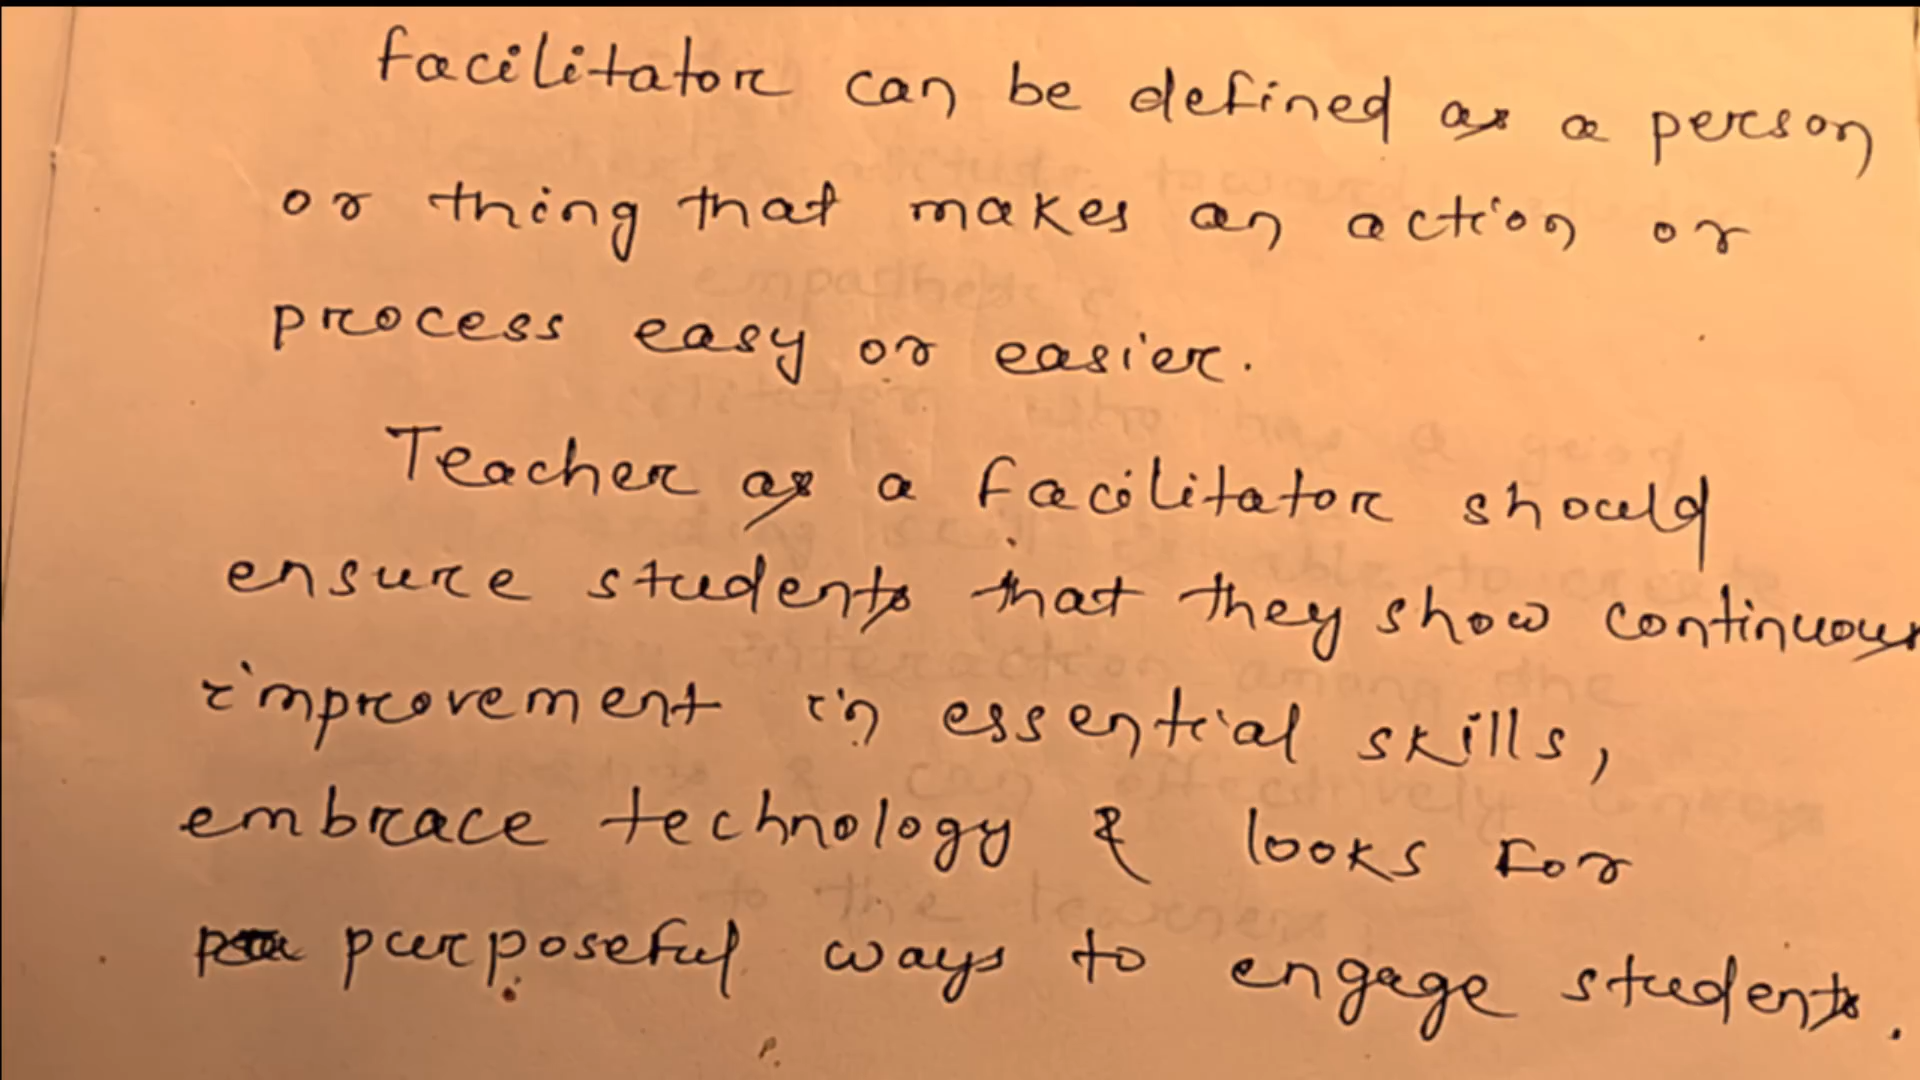 facilitator can be defined as a person
or thing that makes an action or
process easy or easier.
Teacher as a facilitator should
ensure students that they show continuous
improvement in essential skills,
embrace technology & looks for
purposeful ways to engage students.